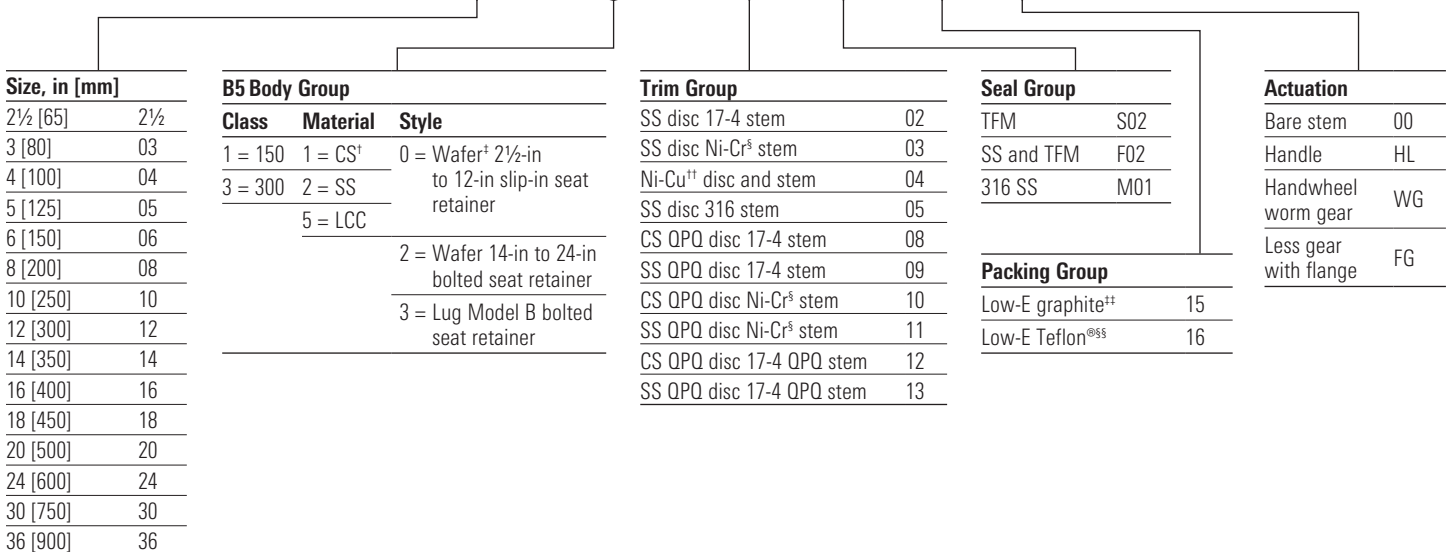 Size, in [mm]
2½ [65] 2½
3 [80] 03
4 [100] 04
5 [125] 05
6 [150] 06
8 [200] 08
10 [250] 10
12 [300] 12
14 [350] 14
16 [400] 16
18 [450] 18
20 [500] 20
24 [600] 24
30 [750] 30
36 [900] 36
B5 Body Group
Class Material Style
1 = 150 1 = CS† 0 = Wafer‡ 2½-in
to 12-in slip-in seat
retainer
3 = 300 2 = SS
5 = LCC
2 = Wafer 14-in to 24-in
bolted seat retainer
3 = Lug Model B bolted
seat retainer
Trim Group
SS disc 17-4 stem 02
SS disc Ni-Cr§ stem 03
Ni-Cu†† disc and stem 04
SS disc 316 stem 05
CS QPQ disc 17-4 stem 08
SS QPQ disc 17-4 stem 09
CS QPQ disc Ni-Cr§ stem 10
SS QPQ disc Ni-Cr§ stem 11
CS QPQ disc 17-4 QPQ stem 12
SS QPQ disc 17-4 QPQ stem 13
Seal Group
TFM S02
SS and TFM F02
316 SS M01
Packing Group
Low-E graphite‡‡ 15
Low-E Teflon®§§ 16
Actuation
Bare stem 00
Handle HL
Handwheel
worm gear WG
Less gear
with flange FG